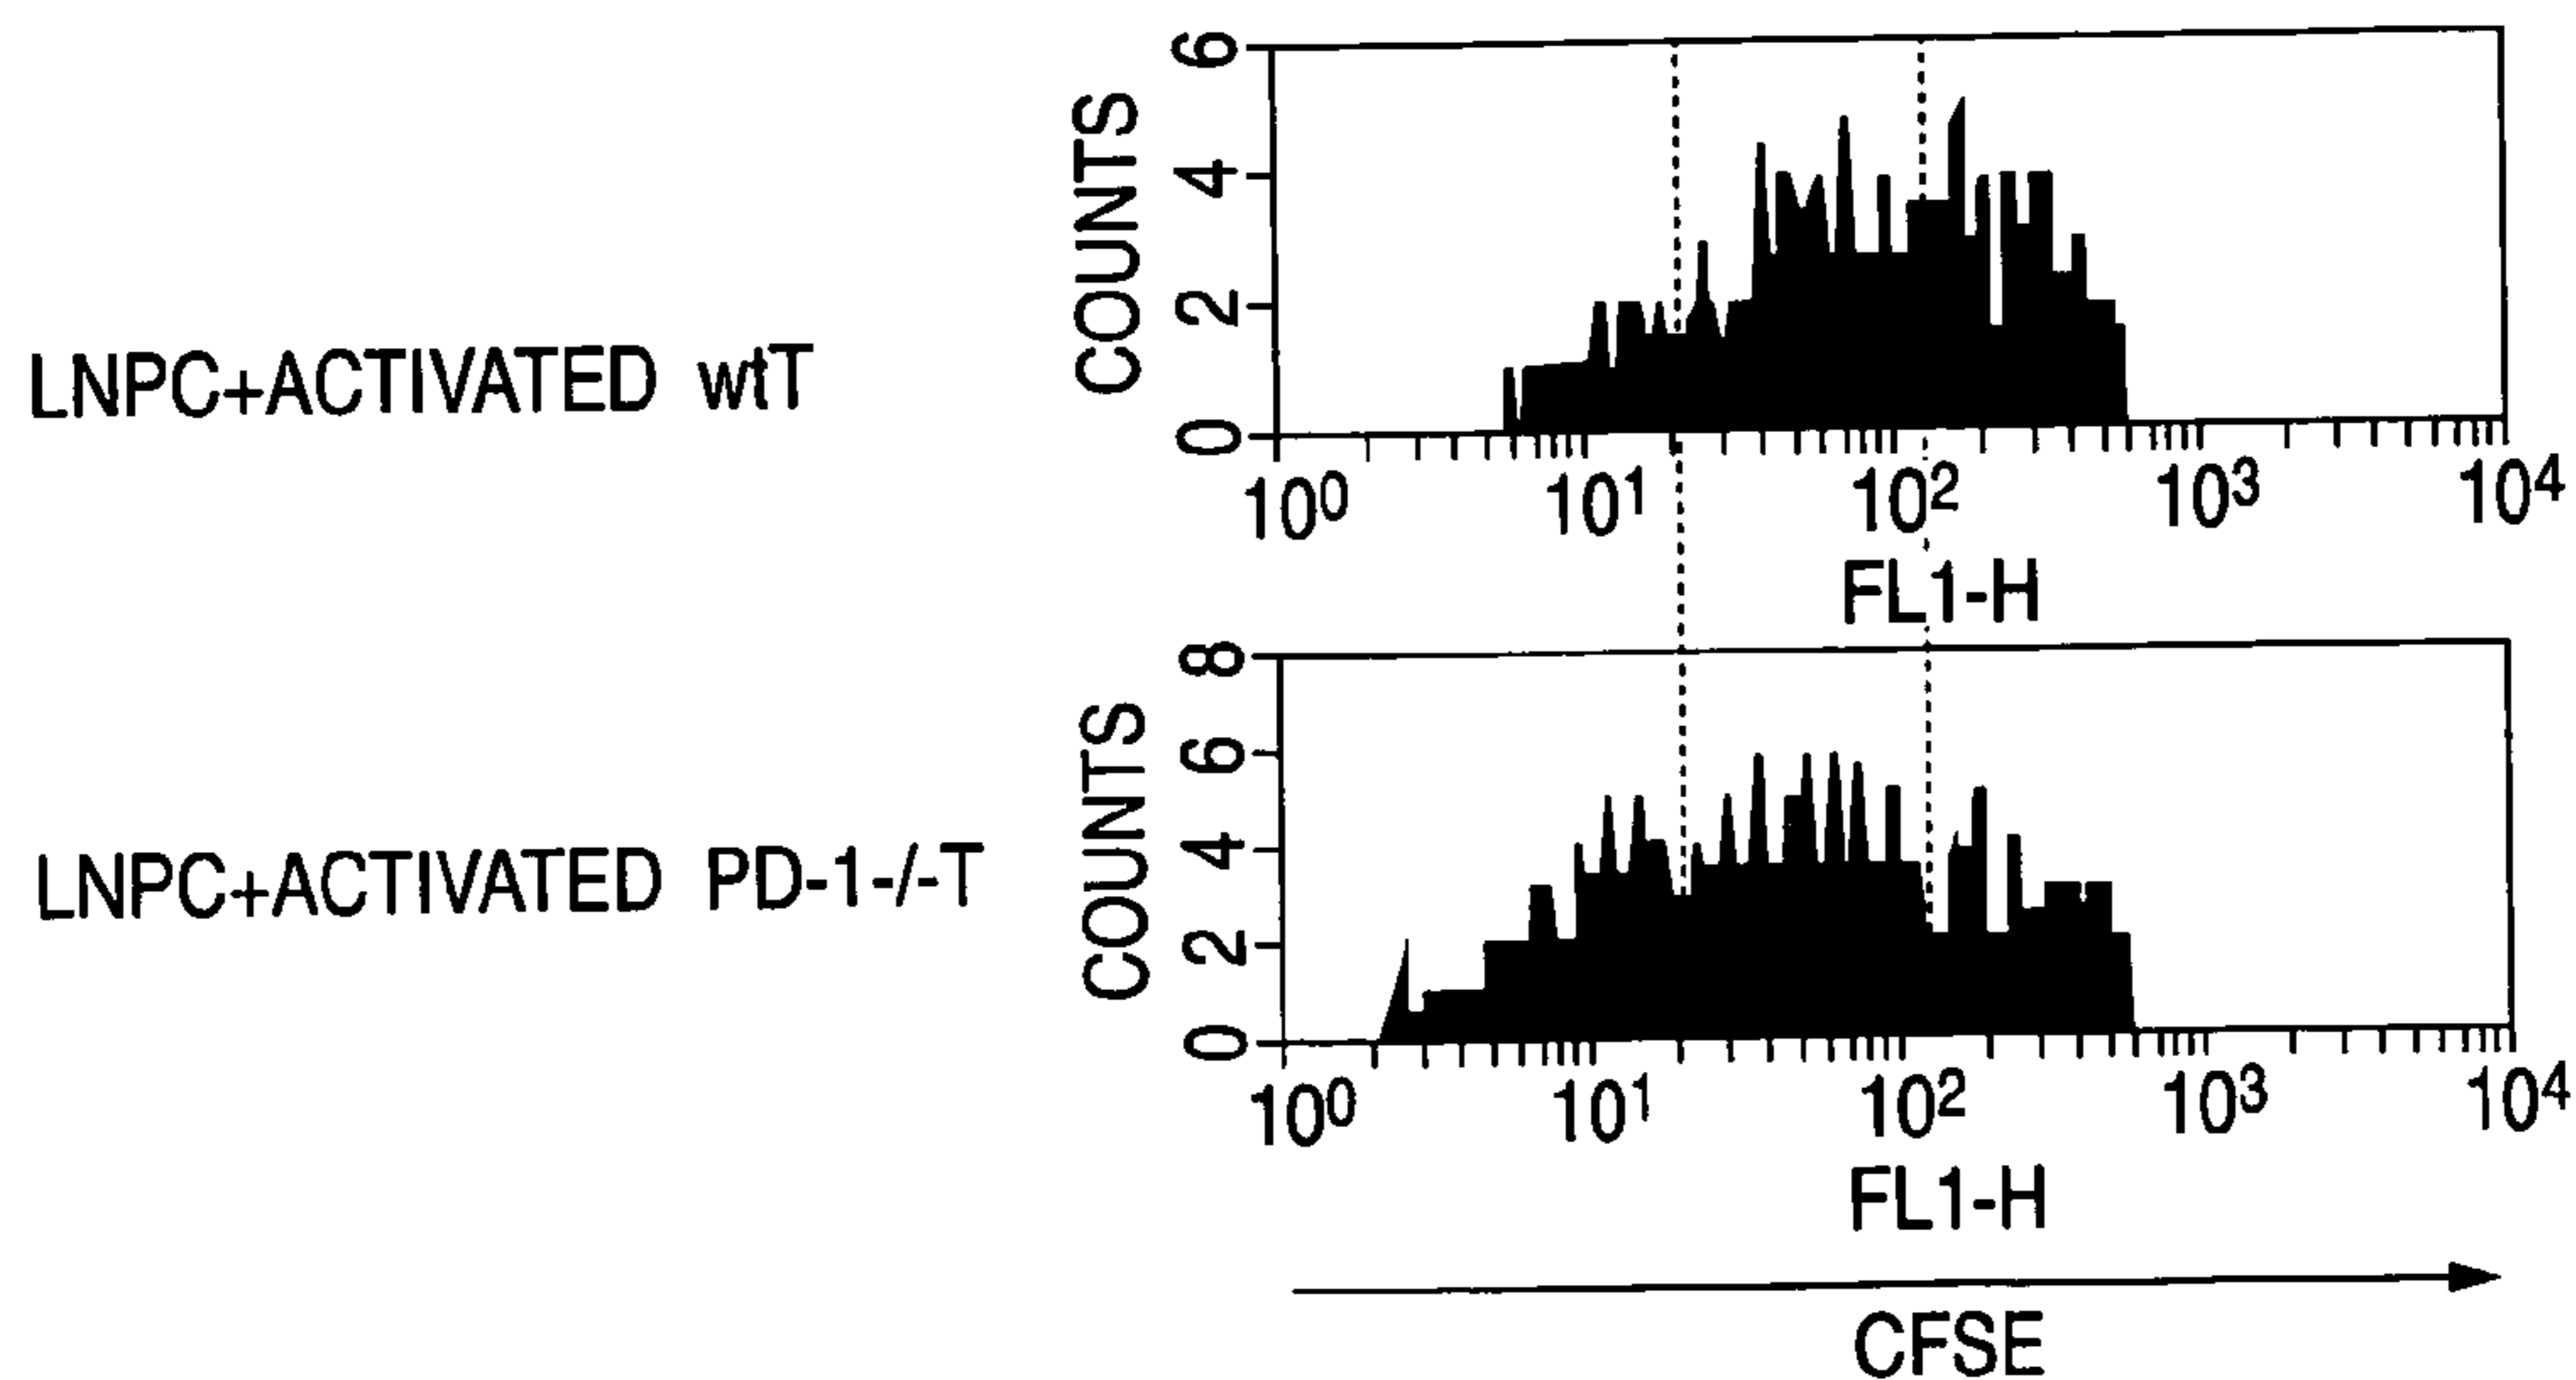 LNPC+ACTIVATED wtT
COUNTS
6
4
2
0
10⁰ 10¹ 10² 10³ 10⁴
FL1-H
LNPC+ACTIVATED PD-1-/-T
COUNTS
8
6
4
2
0
10⁰ 10¹ 10² 10³ 10⁴
FL1-H
CFSE